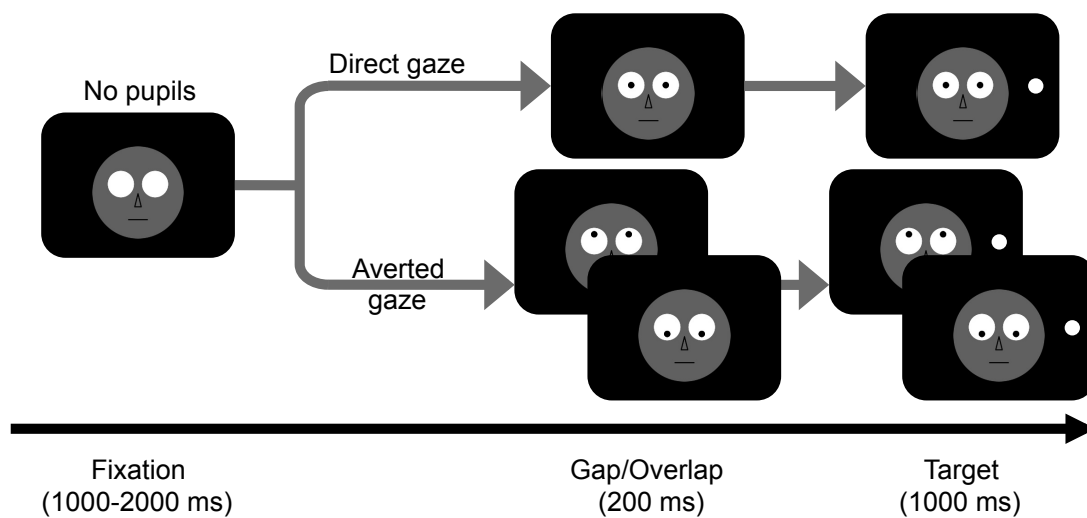 No pupils
Direct gaze
Averted
gaze
Fixation
(1000-2000 ms)
Gap/Overlap
(200 ms)
Target
(1000 ms)